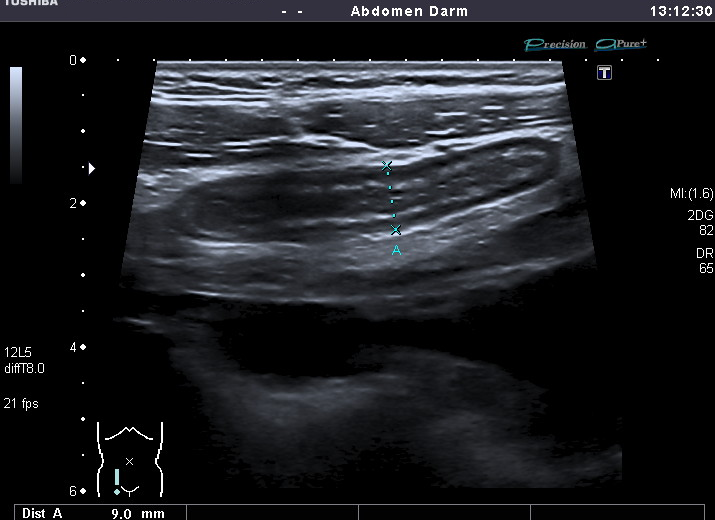 TOSHIBA
- - Abdomen Darm 13:12:30
Precision APure+
T
0
2
4
6
A
MI:(1.6)
2DG
82
DR
65
12L5
diffT8.0
21 fps
Dist A 9.0 mm